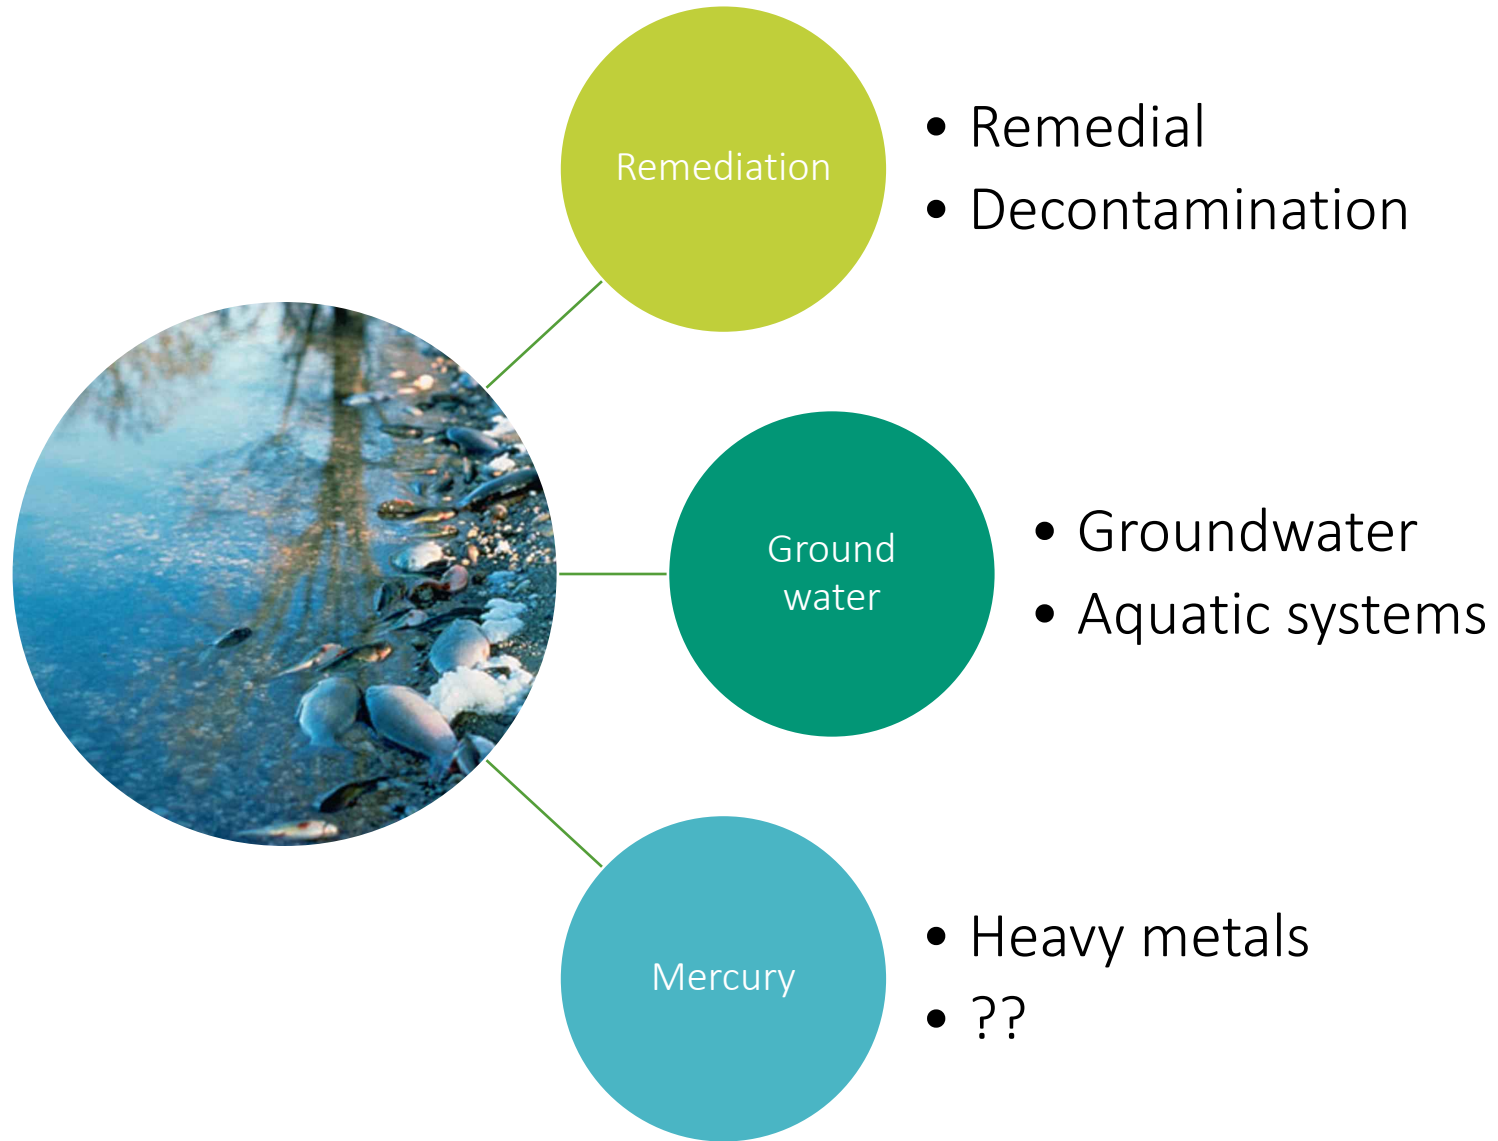 Remediation
• Remedial
• Decontamination
Ground
water
• Groundwater
• Aquatic systems
Mercury
• Heavy metals
• ??